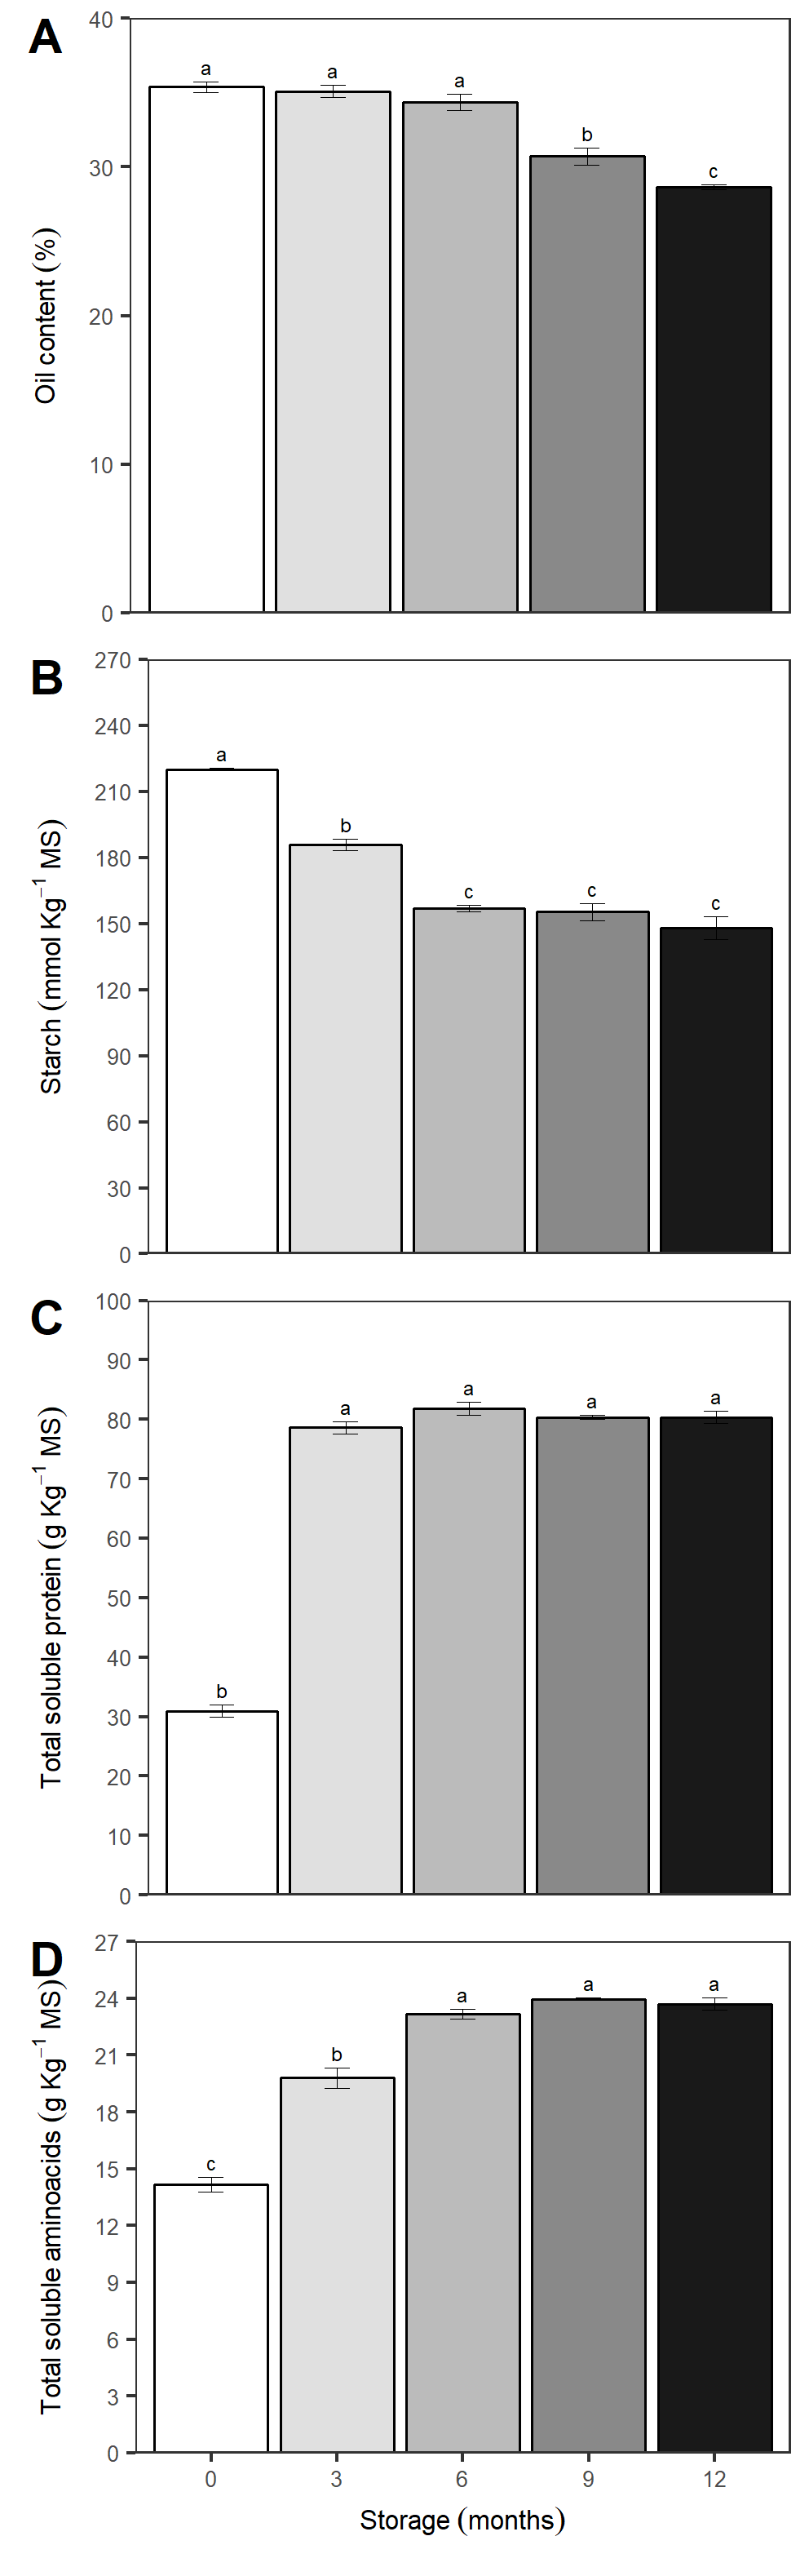 A
Oil content (%)
40
30
20
10
0
a
a
a
b
c
B
Starch (mmol Kg⁻¹ MS)
270
240
210
180
150
120
90
60
30
0
a
b
c
c
c
C
Total soluble protein (g Kg⁻¹ MS)
100
90
80
70
60
50
40
30
20
10
0
b
a
a
a
a
D
Total soluble aminoacids (g Kg⁻¹ MS)
27
24
21
18
15
12
9
6
3
0
c
b
a
a
a
0 3 6 9 12
Storage (months)